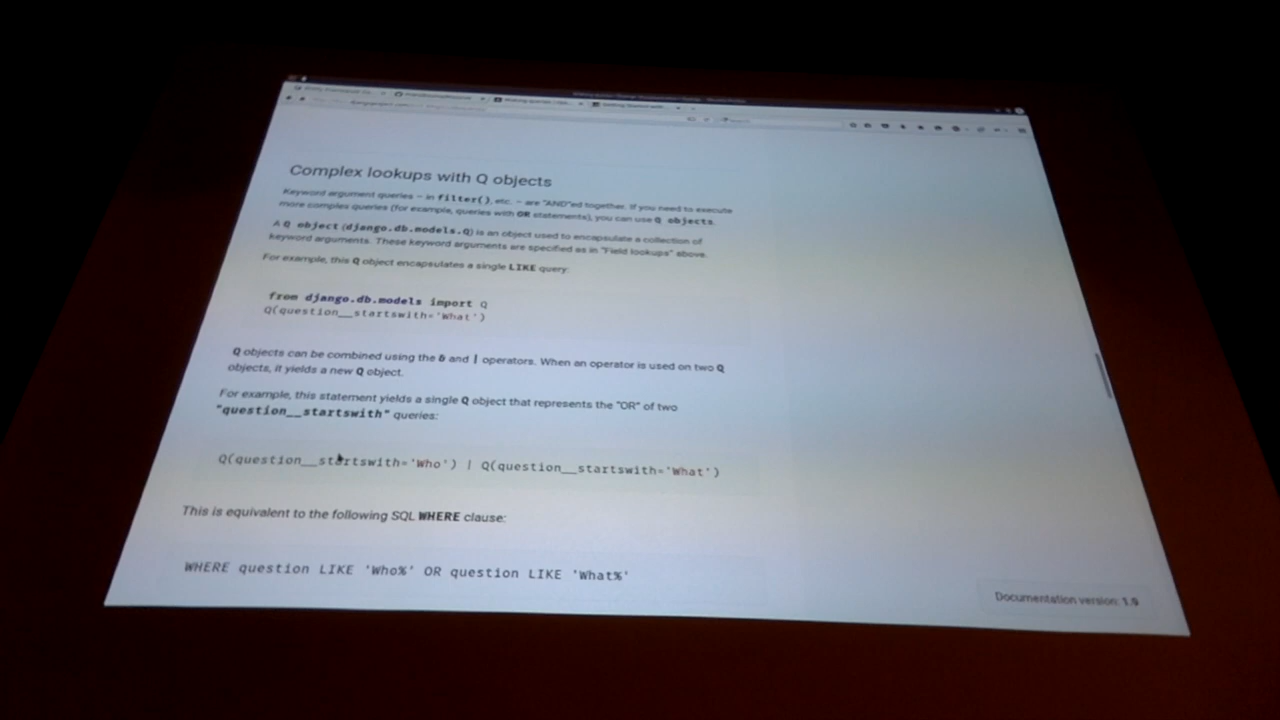 Complex lookups with Q objects
Keyword argument queries – in filter(), etc. – are "AND"ed together. If you need to execute
more complex queries (for example, queries with OR statements), you can use Q objects.
A Q object (django.db.models.Q) is an object used to encapsulate a collection of
keyword arguments. These keyword arguments are specified as in "Field lookups" above.
For example, this Q object encapsulates a single LIKE query:
from django.db.models import Q
Q(question__startswith='What')
Q objects can be combined using the & and | operators. When an operator is used on two Q
objects, it yields a new Q object.
For example, this statement yields a single Q object that represents the "OR" of two
"question__startswith" queries:
Q(question__startswith='Who') | Q(question__startswith='What')
This is equivalent to the following SQL WHERE clause:
WHERE question LIKE 'Who%' OR question LIKE 'What%'
Documentation version: 1.9